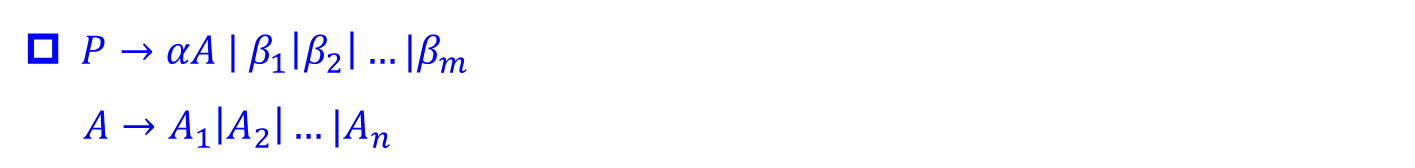 □ P → αA | β₁|β₂| … |βₘ
A → A₁|A₂| … |Aₙ